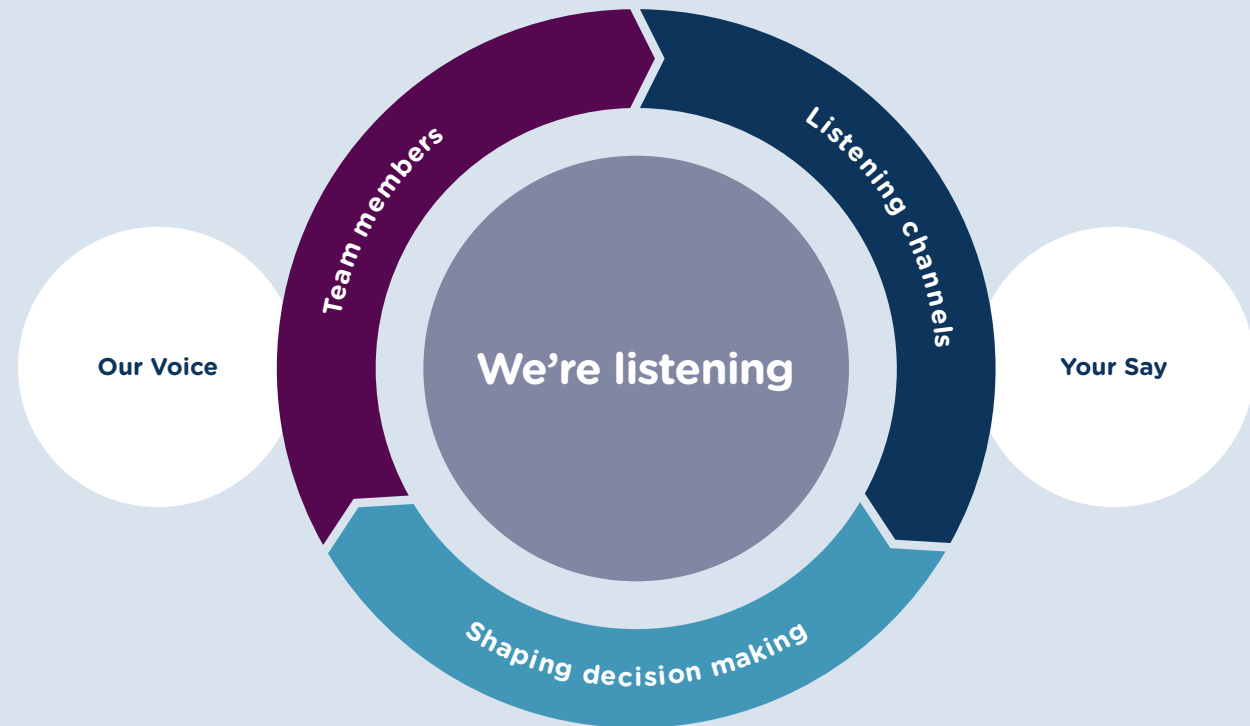 Team members
Listening channels
Our Voice
We’re listening
Your Say
Shaping decision making